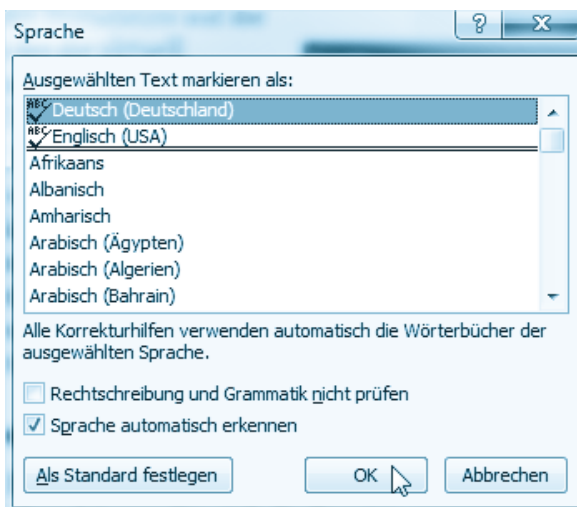 Sprache
Ausgewählten Text markieren als:
ABC Deutsch (Deutschland)
ABC Englisch (USA)
Afrikaans
Albanisch
Amharisch
Arabisch (Ägypten)
Arabisch (Algerien)
Arabisch (Bahrain)
Alle Korrekturhilfen verwenden automatisch die Wörterbücher der
ausgewählten Sprache.
Rechtschreibung und Grammatik nicht prüfen
Sprache automatisch erkennen
Als Standard festlegen OK Abbrechen